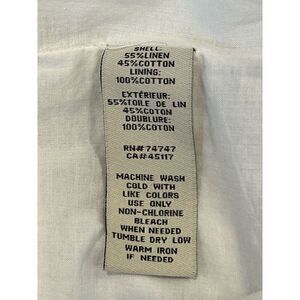 SHELL:
55%LINEN
45%COTTON
LINING:
100%COTTON
EXTÉRIEUR:
55%TOILE DE LIN
45%COTON
DOUBLURE:
100%COTON
RN# 74747
CA#45117
MACHINE WASH
COLD WITH
LIKE COLORS
USE ONLY
NON-CHLORINE
BLEACH
WHEN NEEDED
TUMBLE DRY LOW
WARM IRON
IF NEEDED